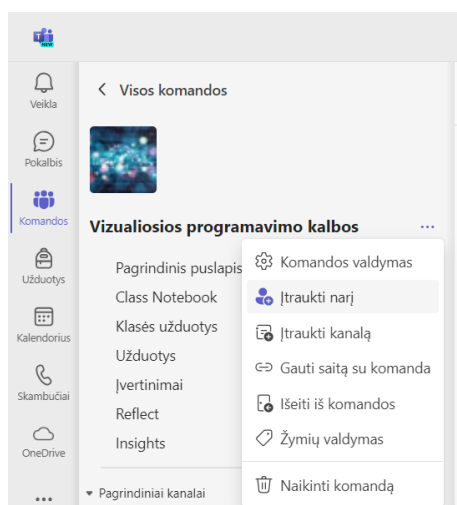 NEW
Veikla
Pokalbis
Komandos
Užduotys
Kalendorius
Skambučiai
OneDrive
Visos komandos
Vizualiosios programavimo kalbos
Pagrindinis puslapis
Class Notebook
Klasės užduotys
Užduotys
Įvertinimai
Reflect
Insights
Pagrindiniai kanalai
Komandos valdymas
Įtraukti narį
Įtraukti kanalą
Gauti saitą su komanda
Išeiti iš komandos
Žymių valdymas
Naikinti komandą